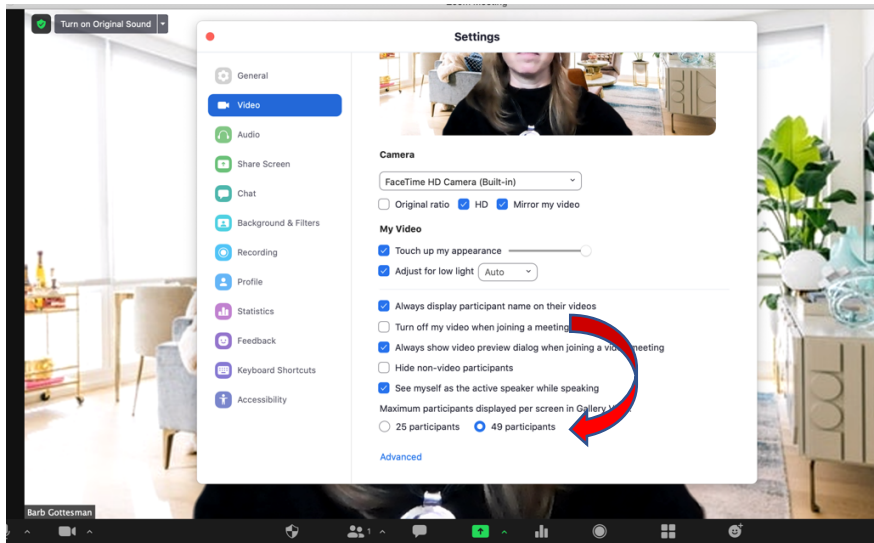 Zoom Meeting
Turn on Original Sound
Settings
General
Video
Audio
Share Screen
Chat
Background & Filters
Recording
Profile
Statistics
Feedback
Keyboard Shortcuts
Accessibility
Camera
FaceTime HD Camera (Built-in)
Original ratio HD Mirror my video
My Video
Touch up my appearance
Adjust for low light Auto
Always display participant name on their videos
Turn off my video when joining a meeting
Always show video preview dialog when joining a video meeting
Hide non-video participants
See myself as the active speaker while speaking
Maximum participants displayed per screen in Gallery
25 participants 49 participants
Advanced
Barb Gottesman
1